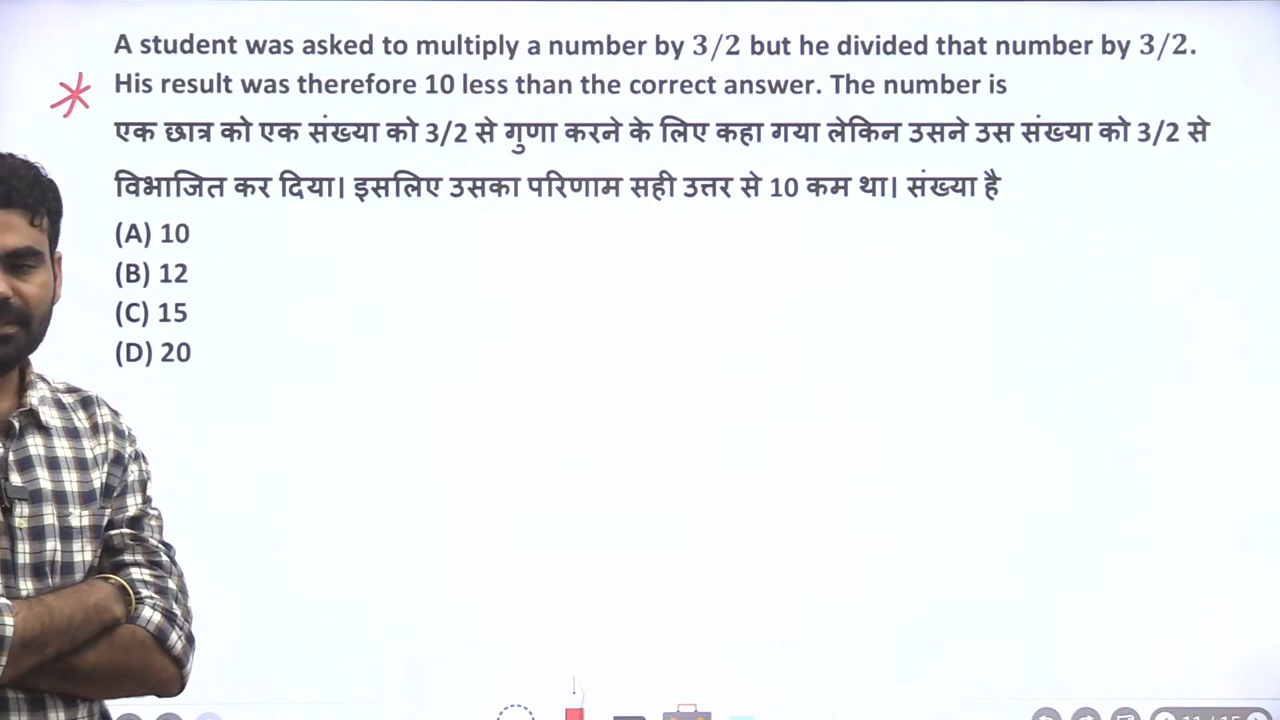 A student was asked to multiply a number by 3/2 but he divided that number by 3/2.
His result was therefore 10 less than the correct answer. The number is
एक छात्र को एक संख्या को 3/2 से गुणा करने के लिए कहा गया लेकिन उसने उस संख्या को 3/2 से
विभाजित कर दिया। इसलिए उसका परिणाम सही उत्तर से 10 कम था। संख्या है
(A) 10
(B) 12
(C) 15
(D) 20